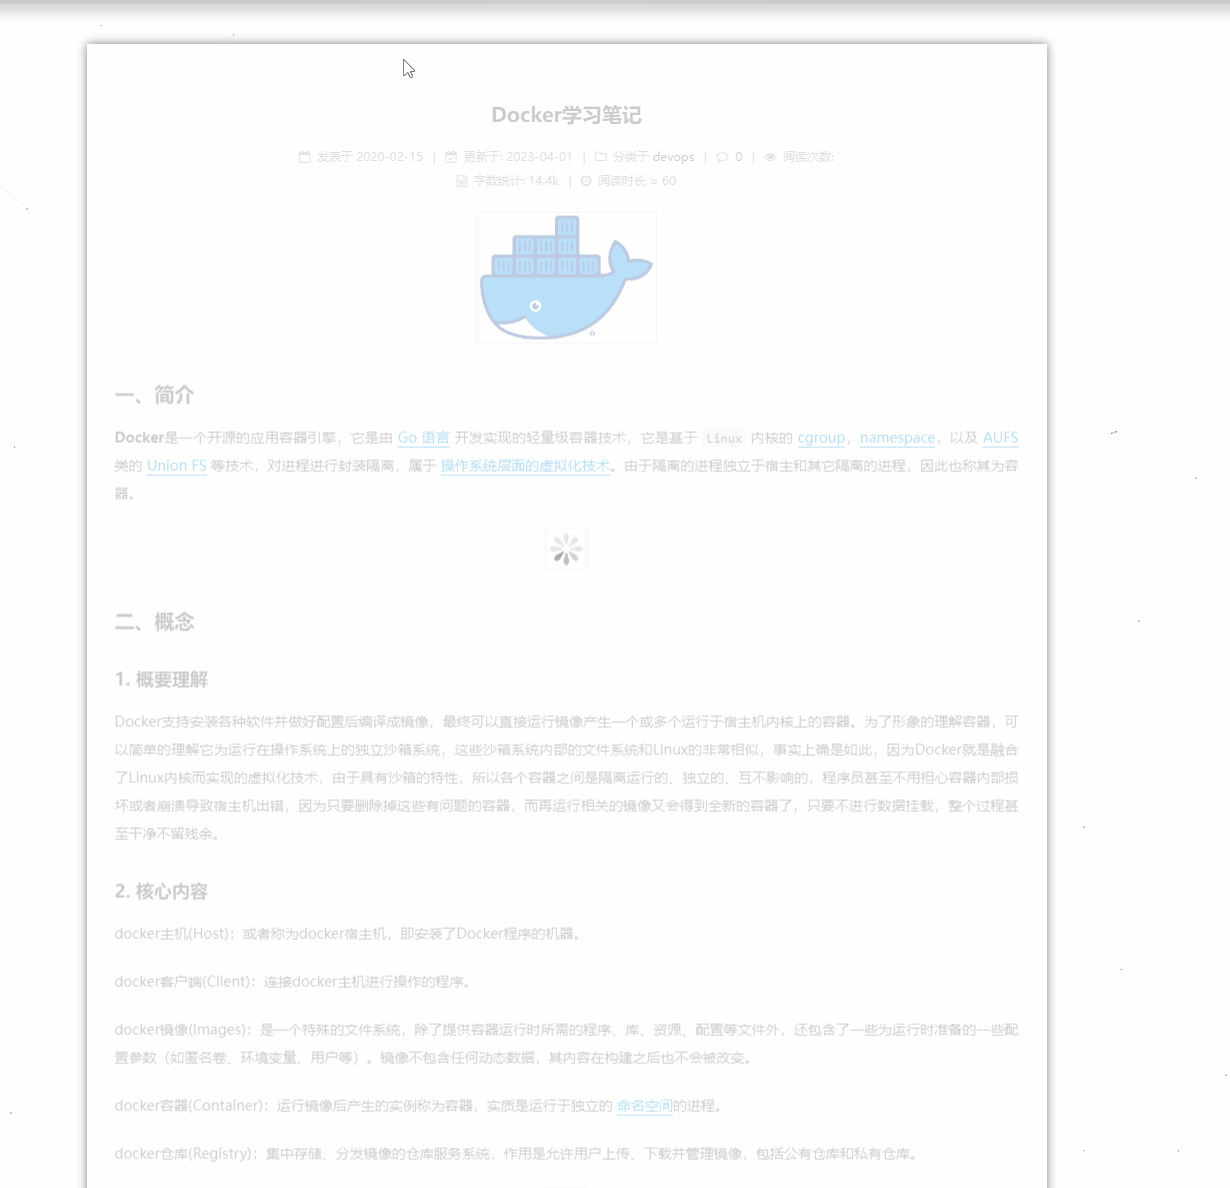 Docker学习笔记
发表于 2020-02-15 | 更新于: 2023-04-01 | 分类于 devops | 0 | 阅读次数:
字数统计: 14.4k | 阅读时长 ≈ 60
一、简介
Docker是一个开源的应用容器引擎，它是由 Go 语言 开发实现的轻量级容器技术，它是基于 Linux 内核的 cgroup，namespace，以及 AUFS
类的 Union FS 等技术，对进程进行封装隔离，属于 操作系统层面的虚拟化技术。由于隔离的进程独立于宿主和其它隔离的进程，因此也称其为容
器。
二、概念
1. 概要理解
Docker支持安装各种软件并做好配置后编译成镜像，最终可以直接运行镜像产生一个或多个运行于宿主机内核上的容器。为了形象的理解容器，可
以简单的理解它为运行在操作系统上的独立沙箱系统，这些沙箱系统内部的文件系统和Linux的非常相似，事实上确是如此，因为Docker就是融合
了Linux内核而实现的虚拟化技术，由于具有沙箱的特性，所以各个容器之间是隔离运行的、独立的、互不影响的，程序员甚至不用担心容器内部损
坏或者崩溃导致宿主机出错，因为只要删除掉这些有问题的容器，而再运行相关的镜像又会得到全新的容器了，只要不进行数据挂载，整个过程甚
至干净不留残余。
2. 核心内容
docker主机(Host)：或者称为docker宿主机，即安装了Docker程序的机器。
docker客户端(Client)：连接docker主机进行操作的程序。
docker镜像(Images)：是一个特殊的文件系统，除了提供容器运行时所需的程序、库、资源、配置等文件外，还包含了一些为运行时准备的一些配
置参数（如匿名卷、环境变量、用户等）。镜像不包含任何动态数据，其内容在构建之后也不会被改变。
docker容器(Container)：运行镜像后产生的实例称为容器，实质是运行于独立的 命名空间的进程。
docker仓库(Registry)：集中存储、分发镜像的仓库服务系统，作用是允许用户上传、下载并管理镜像，包括公有仓库和私有仓库。